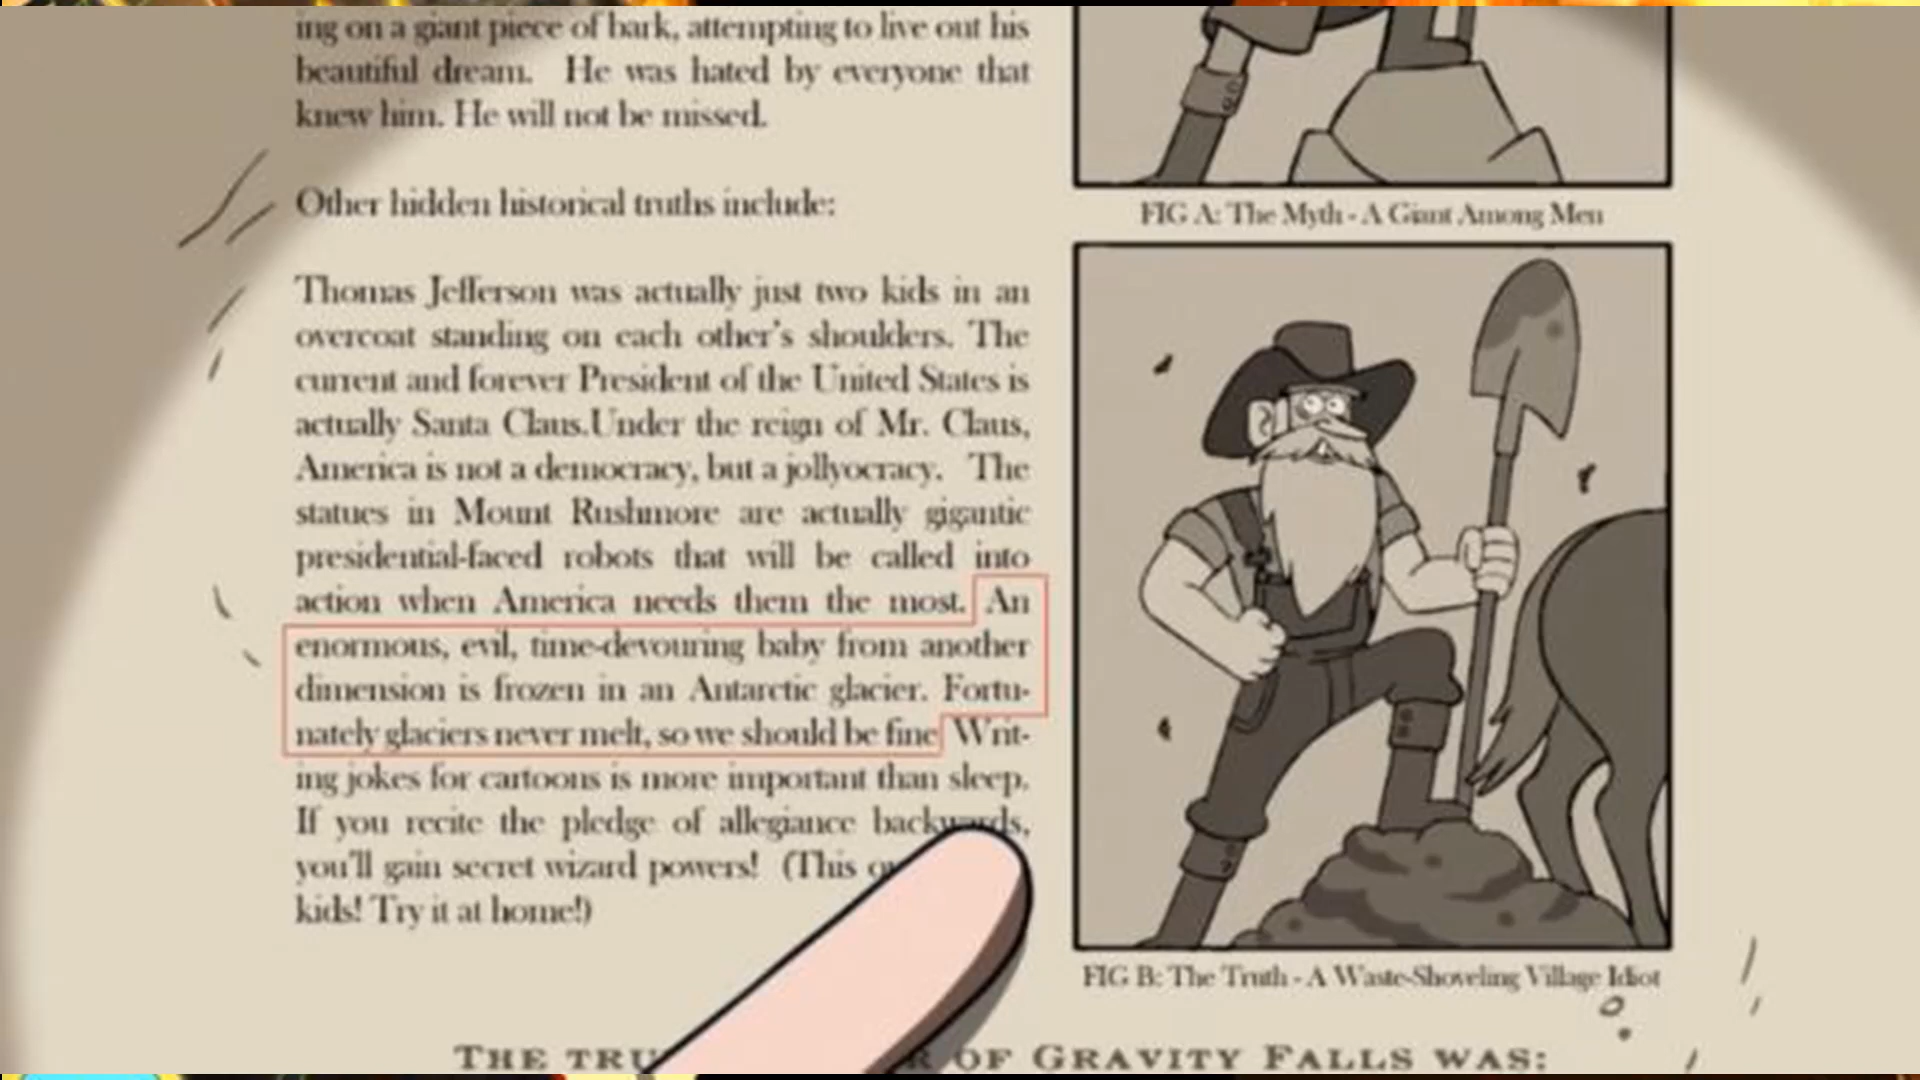 ing on a giant piece of bark, attempting to live out his
beautiful dream. He was hated by everyone that
knew him. He will not be missed.
Other hidden historical truths include:
Thomas Jefferson was actually just two kids in an
overcoat standing on each other's shoulders. The
current and forever President of the United States is
actually Santa Claus.Under the reign of Mr. Claus,
America is not a democracy, but a jollyocracy. The
statues in Mount Rushmore are actually gigantic
presidential-faced robots that will be called into
action when America needs them the most. An
enormous, evil, time-devouring baby from another
dimension is frozen in an Antarctic glacier. Fortu-
nately glaciers never melt, so we should be fine
Writ-
ing jokes for cartoons is more important than sleep.
If you recite the pledge of allegiance backwards,
you'll gain secret wizard powers! (This
kids! Try it at home!)
FIG A: The Myth - A Giant Among Men
FIG B: The Truth - A Waste-Shoveling Village Idiot
THE TRU
R OF GRAVITY FALLS WAS: